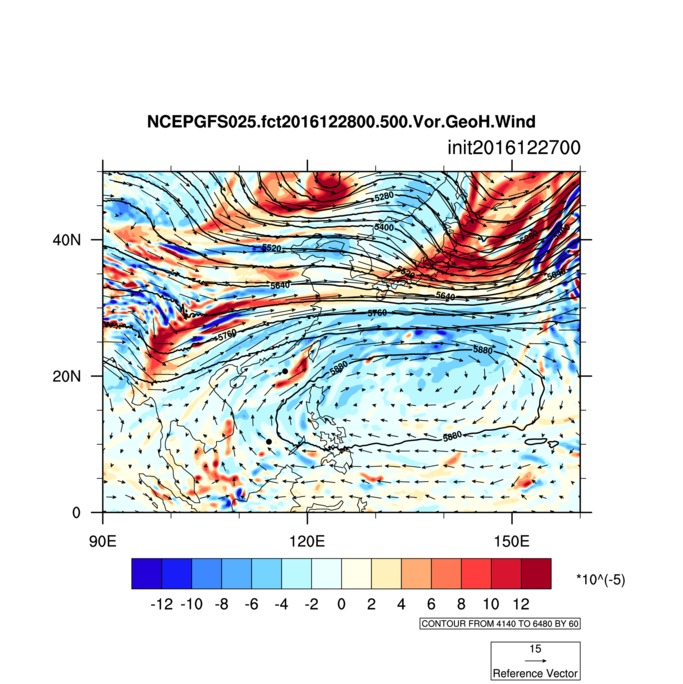 NCEPGFS025.fct2016122800.500.Vor.GeoH.Wind
init2016122700
5280
5400
40N
5520
5520
5640
5640
5760
5760
5880
20N
5880
5880
0
90E 120E 150E
*10^(-5)
-12 -10 -8 -6 -4 -2 0 2 4 6 8 10 12
CONTOUR FROM 4140 TO 6480 BY 60
15
Reference Vector